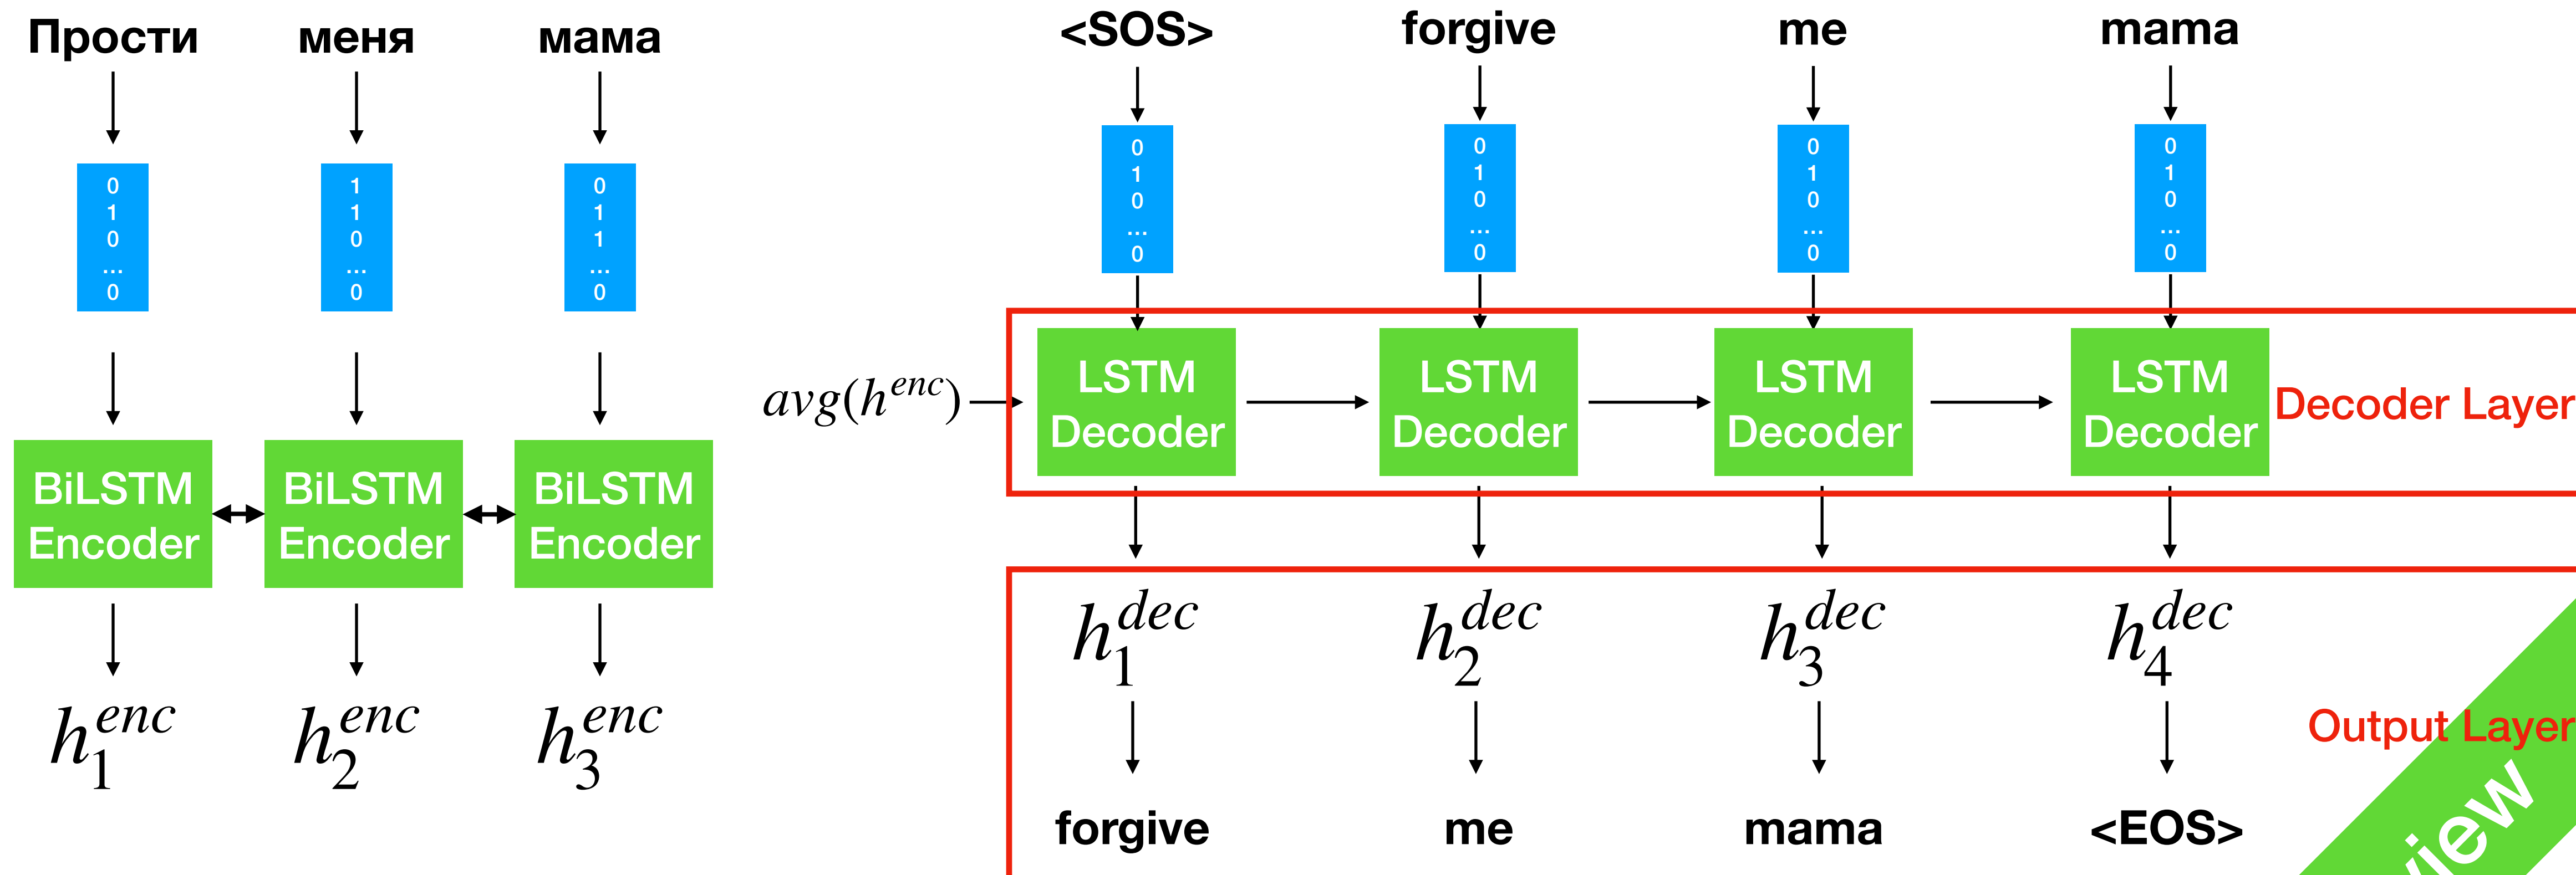 Прости меня мама
0 1 0
1 1 1
0 0 1
... ... ...
0 0 0
BiLSTM Encoder BiLSTM Encoder BiLSTM Encoder
h_1^{enc} h_2^{enc} h_3^{enc}
<SOS> forgive me mama
0 0 0 0
1 1 1 1
0 0 0 0
... ... ... ...
0 0 0 0
avg(h^{enc})
LSTM Decoder LSTM Decoder LSTM Decoder LSTM Decoder
Decoder Layer
h_1^{dec} h_2^{dec} h_3^{dec} h_4^{dec}
Output Layer
forgive me mama <EOS>